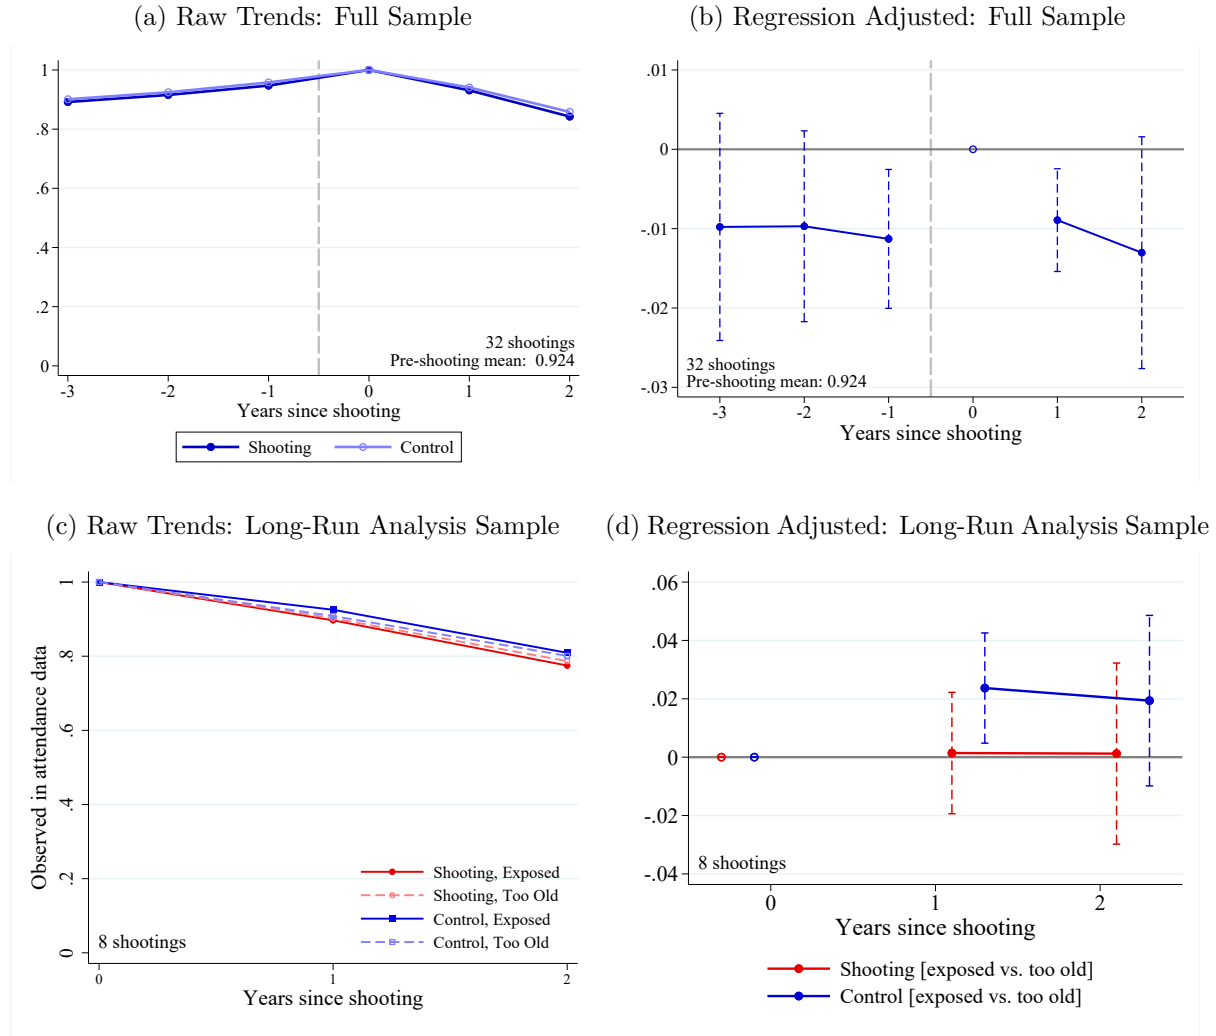 (a) Raw Trends: Full Sample
1
.8
.6
.4
.2
0
32 shootings
Pre-shooting mean: 0.924
-3 -2 -1 0 1 2
Years since shooting
Shooting Control
(b) Regression Adjusted: Full Sample
.01
0
-.01
-.02
-.03
32 shootings
Pre-shooting mean: 0.924
-3 -2 -1 0 1 2
Years since shooting
(c) Raw Trends: Long-Run Analysis Sample
Observed in attendance data
1
.8
.6
.4
.2
0
Shooting, Exposed
Shooting, Too Old
Control, Exposed
Control, Too Old
8 shootings
0 1 2
Years since shooting
(d) Regression Adjusted: Long-Run Analysis Sample
.06
.04
.02
0
-.02
-.04
8 shootings
0 1 2
Years since shooting
Shooting [exposed vs. too old]
Control [exposed vs. too old]